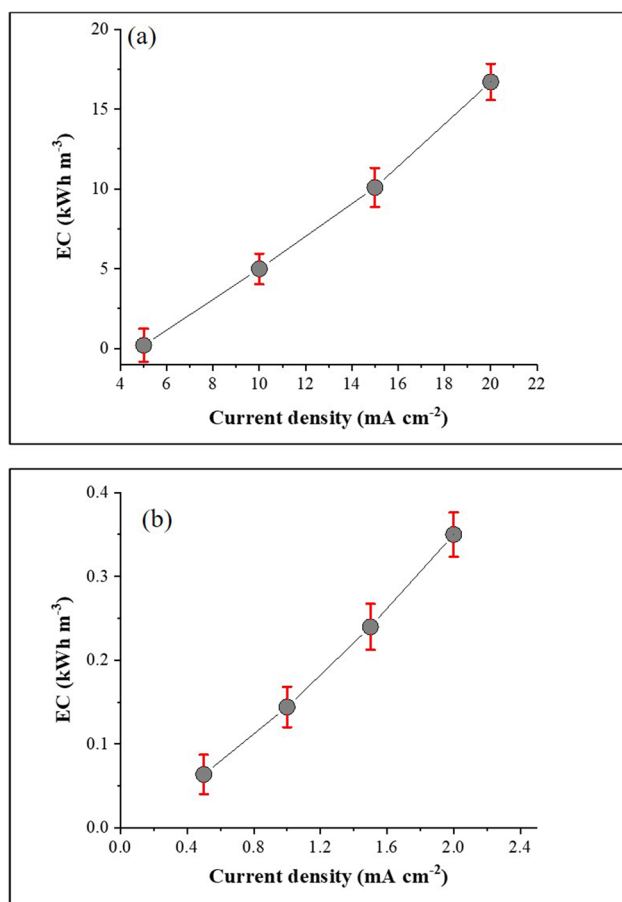 (a)
EC (kWh m⁻³)
20
15
10
5
0
4 6 8 10 12 14 16 18 20 22
Current density (mA cm⁻²)
(b)
EC (kWh m⁻³)
0.4
0.3
0.2
0.1
0.0
0.0 0.4 0.8 1.2 1.6 2.0 2.4
Current density (mA cm⁻²)